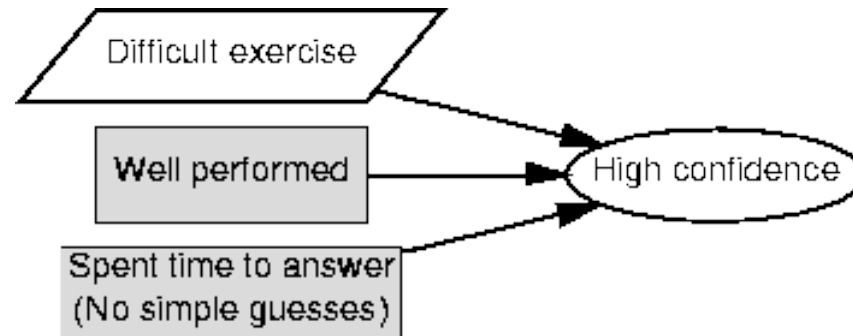 Difficult exercise
Well performed
High confidence
Spent time to answer
(No simple guesses)